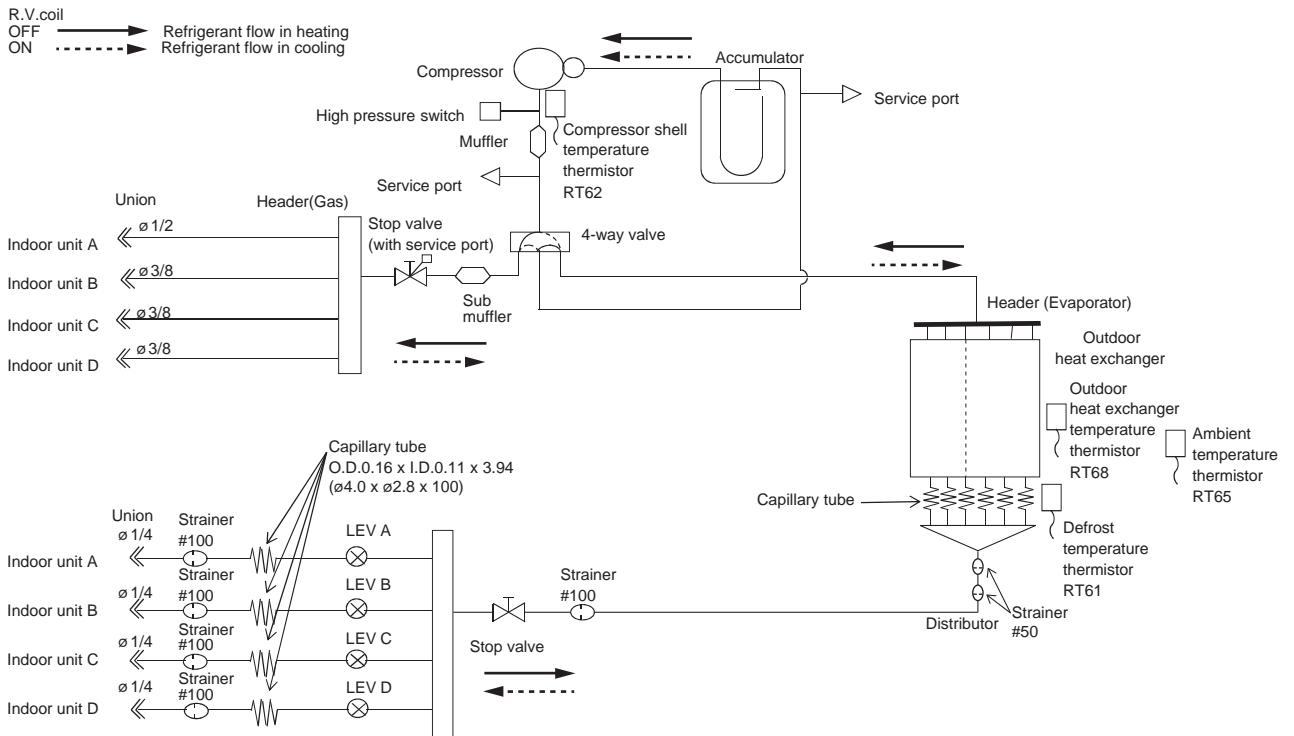 R.V.coil
OFF Refrigerant flow in heating
ON Refrigerant flow in cooling
Compressor
Accumulator
Service port
High pressure switch
Muffler
Compressor shell
temperature
thermistor
RT62
Service port
4-way valve
Union
Header(Gas)
Stop valve
(with service port)
Sub
muffler
Indoor unit A
ø 1/2
Indoor unit B
ø 3/8
Indoor unit C
ø 3/8
Indoor unit D
ø 3/8
Header (Evaporator)
Outdoor
heat exchanger
Outdoor
heat exchanger
temperature
thermistor
RT68
Ambient
temperature
thermistor
RT65
Capillary tube
Defrost
temperature
thermistor
RT61
Distributor
Strainer
#50
Capillary tube
O.D.0.16 x I.D.0.11 x 3.94
(ø4.0 x ø2.8 x 100)
Union
Indoor unit A
ø 1/4
Strainer
#100
LEV A
Indoor unit B
ø 1/4
Strainer
#100
LEV B
Indoor unit C
ø 1/4
Strainer
#100
LEV C
Indoor unit D
ø 1/4
Strainer
#100
LEV D
Stop valve
Strainer
#100